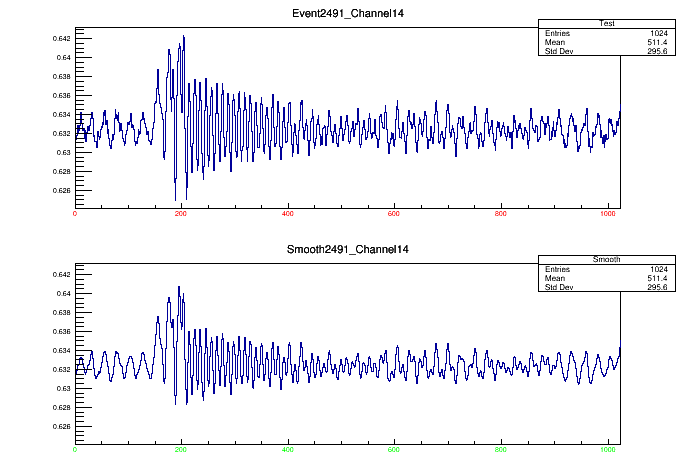 Event2491_Channel14
Test
Entries 1024
Mean 511.4
Std Dev 295.6
0.642
0.64
0.638
0.636
0.634
0.632
0.63
0.628
0.626
0 200 400 600 800 1000
Smooth2491_Channel14
Smooth
Entries 1024
Mean 511.4
Std Dev 295.6
0.642
0.64
0.638
0.636
0.634
0.632
0.63
0.628
0.626
0 200 400 600 800 1000